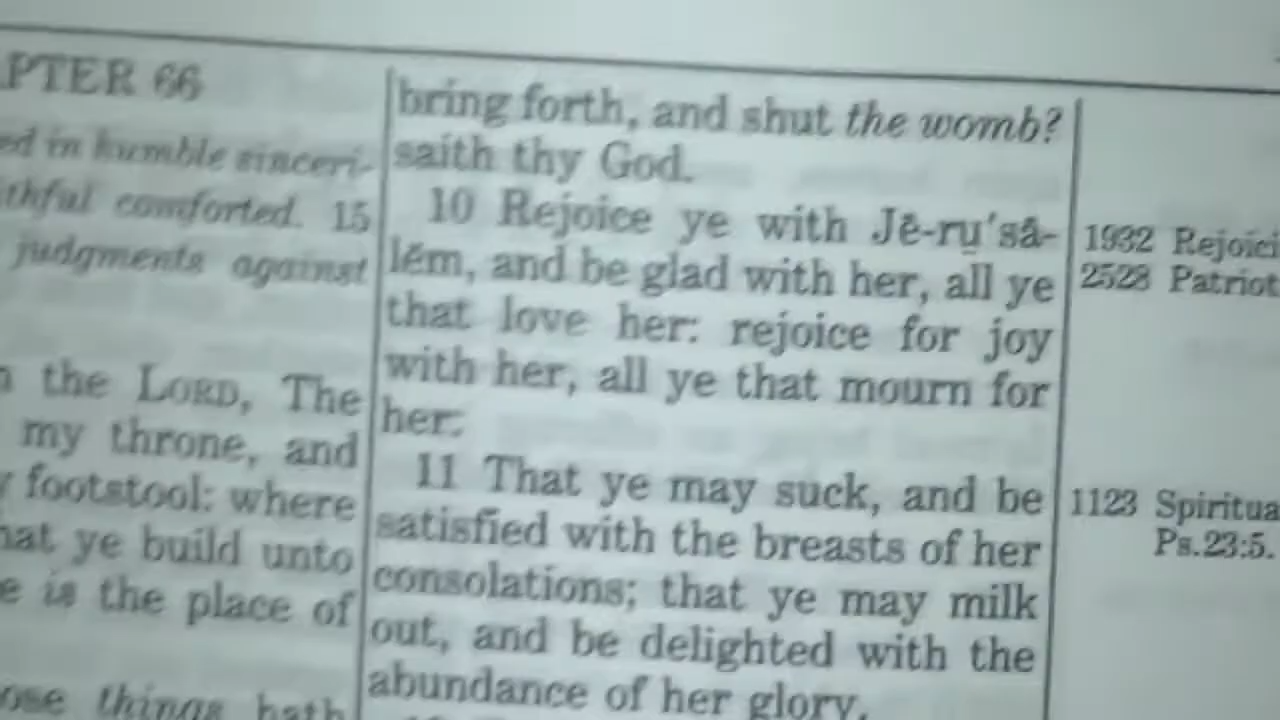 PTER 66
ed in humble sinceri-
thful comforted. 15
judgments against
the LORD, The
my throne, and
footstool: where
hat ye build unto
e is the place of
ose things hath
bring forth, and shut the womb?
saith thy God.
10 Rejoice ye with Jē-ru̱'sȧ-
lĕm, and be glad with her, all ye
that love her: rejoice for joy
with her, all ye that mourn for
her:
11 That ye may suck, and be
satisfied with the breasts of her
consolations; that ye may milk
out, and be delighted with the
abundance of her glory.
1932 Rejoici
2528 Patriot
1123 Spiritua
Ps.23:5.